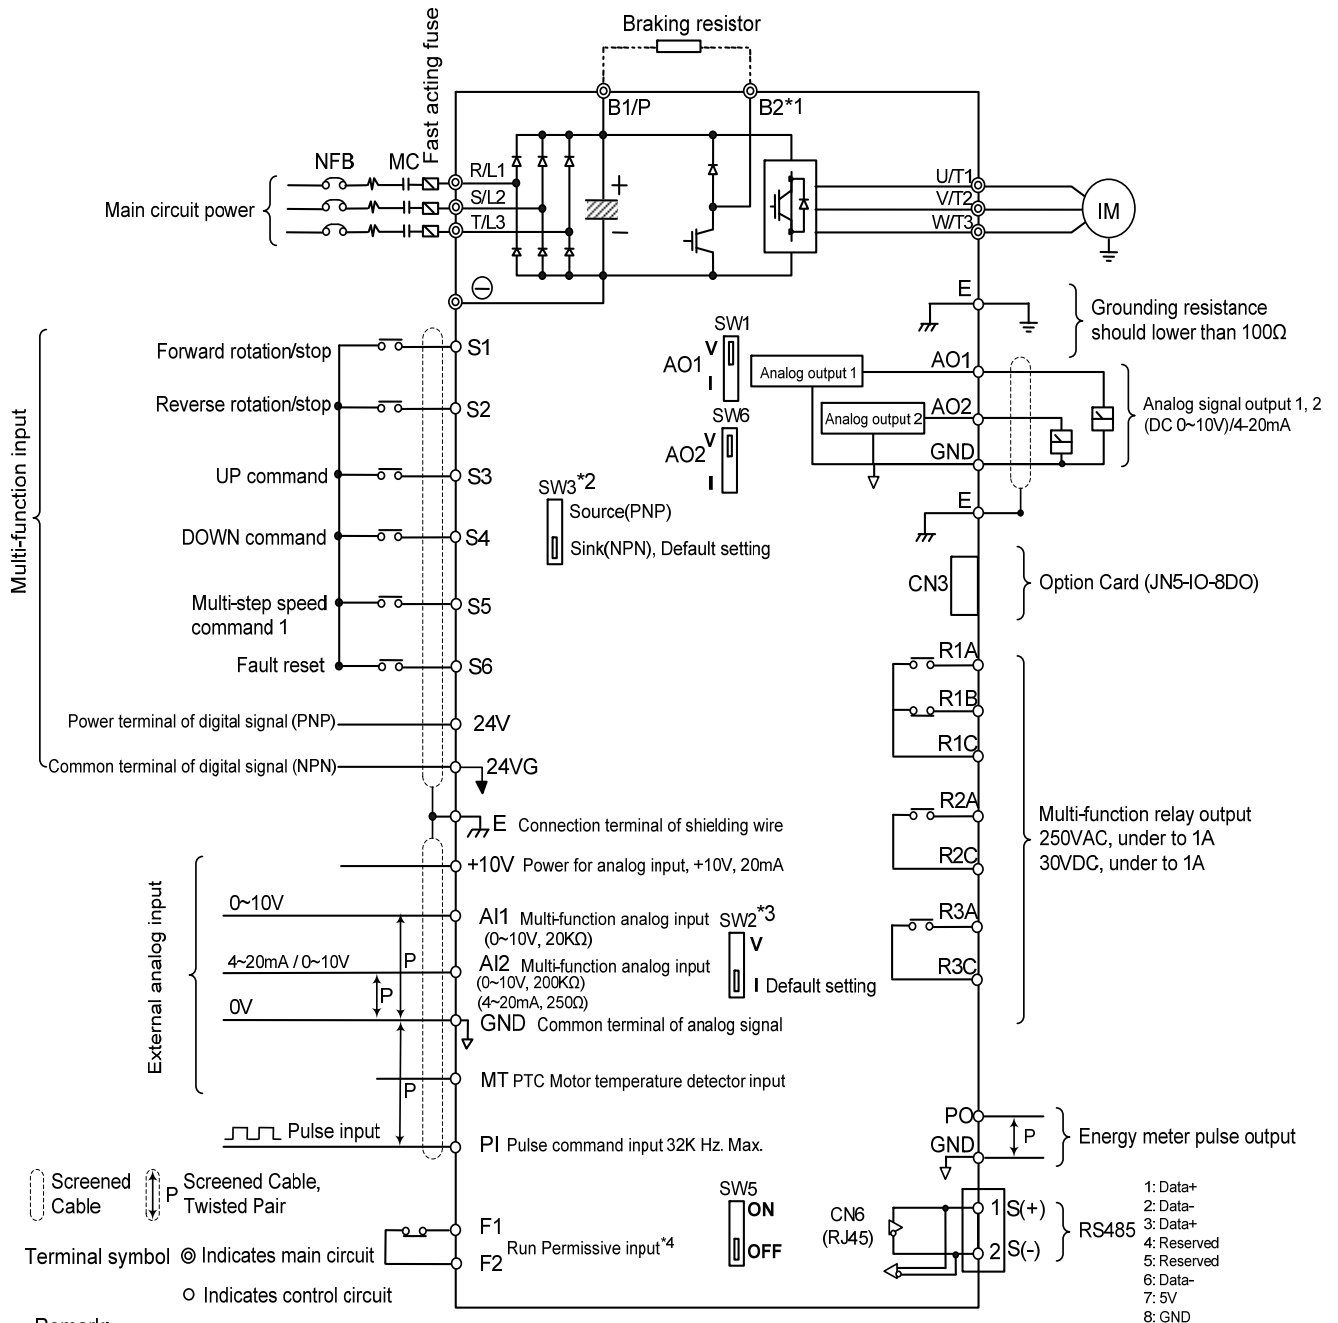 Braking resistor
Fast acting fuse
B1/P
B2*1
NFB
MC
R/L1
S/L2
T/L3
Main circuit power
+
−
U/T1
V/T2
W/T3
IM
E
Grounding resistance
should lower than 100Ω
Multi-function input
Forward rotation/stop
S1
Reverse rotation/stop
S2
UP command
S3
DOWN command
S4
Multi-step speed
command 1
S5
Fault reset
S6
Power terminal of digital signal (PNP)
24V
Common terminal of digital signal (NPN)
24VG
E Connection terminal of shielding wire
SW1
V
AO1
I
SW6
V
AO2
I
Analog output 1
AO1
Analog output 2
AO2
GND
E
Analog signal output 1, 2
(DC 0~10V)/4-20mA
SW3*2
Source(PNP)
Sink(NPN), Default setting
CN3
Option Card (JN5-IO-8DO)
R1A
R1B
R1C
R2A
R2C
R3A
R3C
Multi-function relay output
250VAC, under to 1A
30VDC, under to 1A
External analog input
+10V Power for analog input, +10V, 20mA
0~10V
AI1 Multi-function analog input
(0~10V, 20KΩ)
P
4~20mA / 0~10V
AI2 Multi-function analog input
(0~10V, 200KΩ)
(4~20mA, 250Ω)
P
0V
GND Common terminal of analog signal
SW2*3
V
I Default setting
MT PTC Motor temperature detector input
P
Pulse input
PI Pulse command input 32K Hz. Max.
PO
GND
P
Energy meter pulse output
Screened
Cable
P
Screened Cable,
Twisted Pair
F1
F2
Run Permissive input*4
SW5
ON
OFF
CN6
(RJ45)
1 S(+)
2 S(-)
RS485
1: Data+
2: Data-
3: Data+
4: Reserved
5: Reserved
6: Data-
7: 5V
8: GND
Terminal symbol
Indicates main circuit
Indicates control circuit